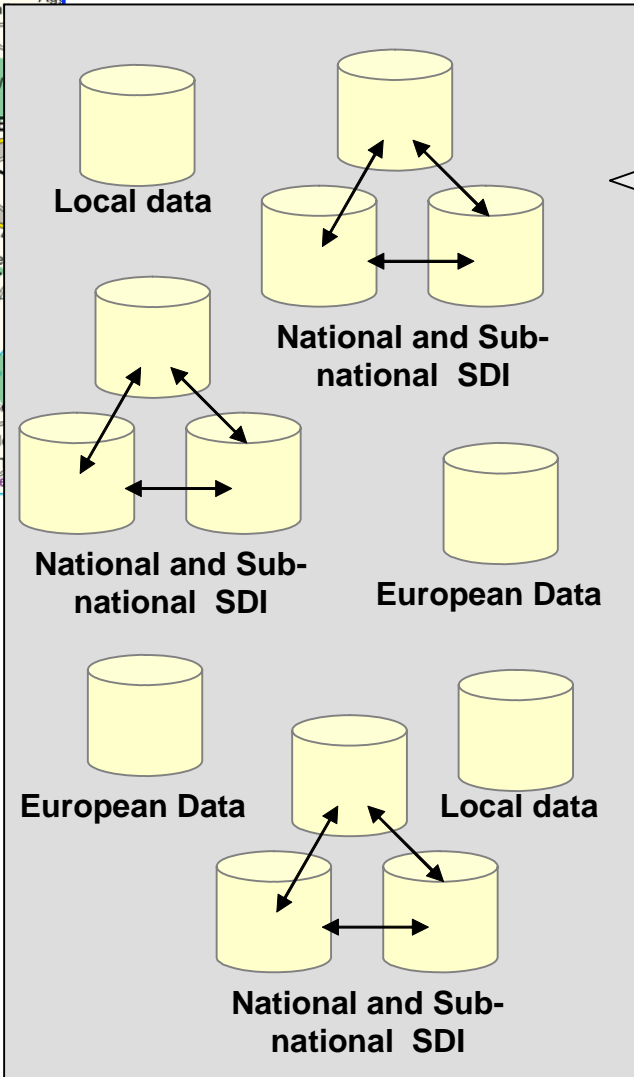 Local data
National and Sub-
national SDI
National and Sub-
national SDI
European Data
European Data
Local data
National and Sub-
national SDI